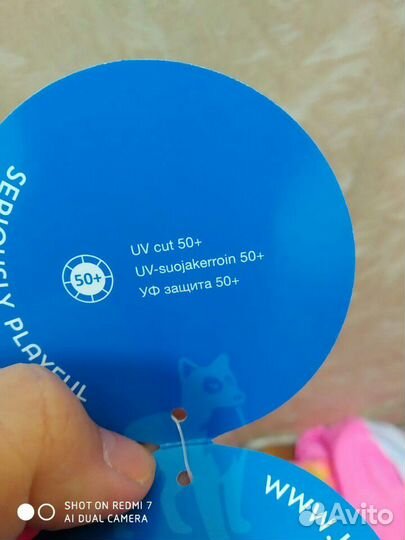 SERIOUSLY PLAYFUL
50+
UV cut 50+
UV-suojakerroin 50+
УФ защита 50+
WWW.
SHOT ON REDMI 7
AI DUAL CAMERA
Avito